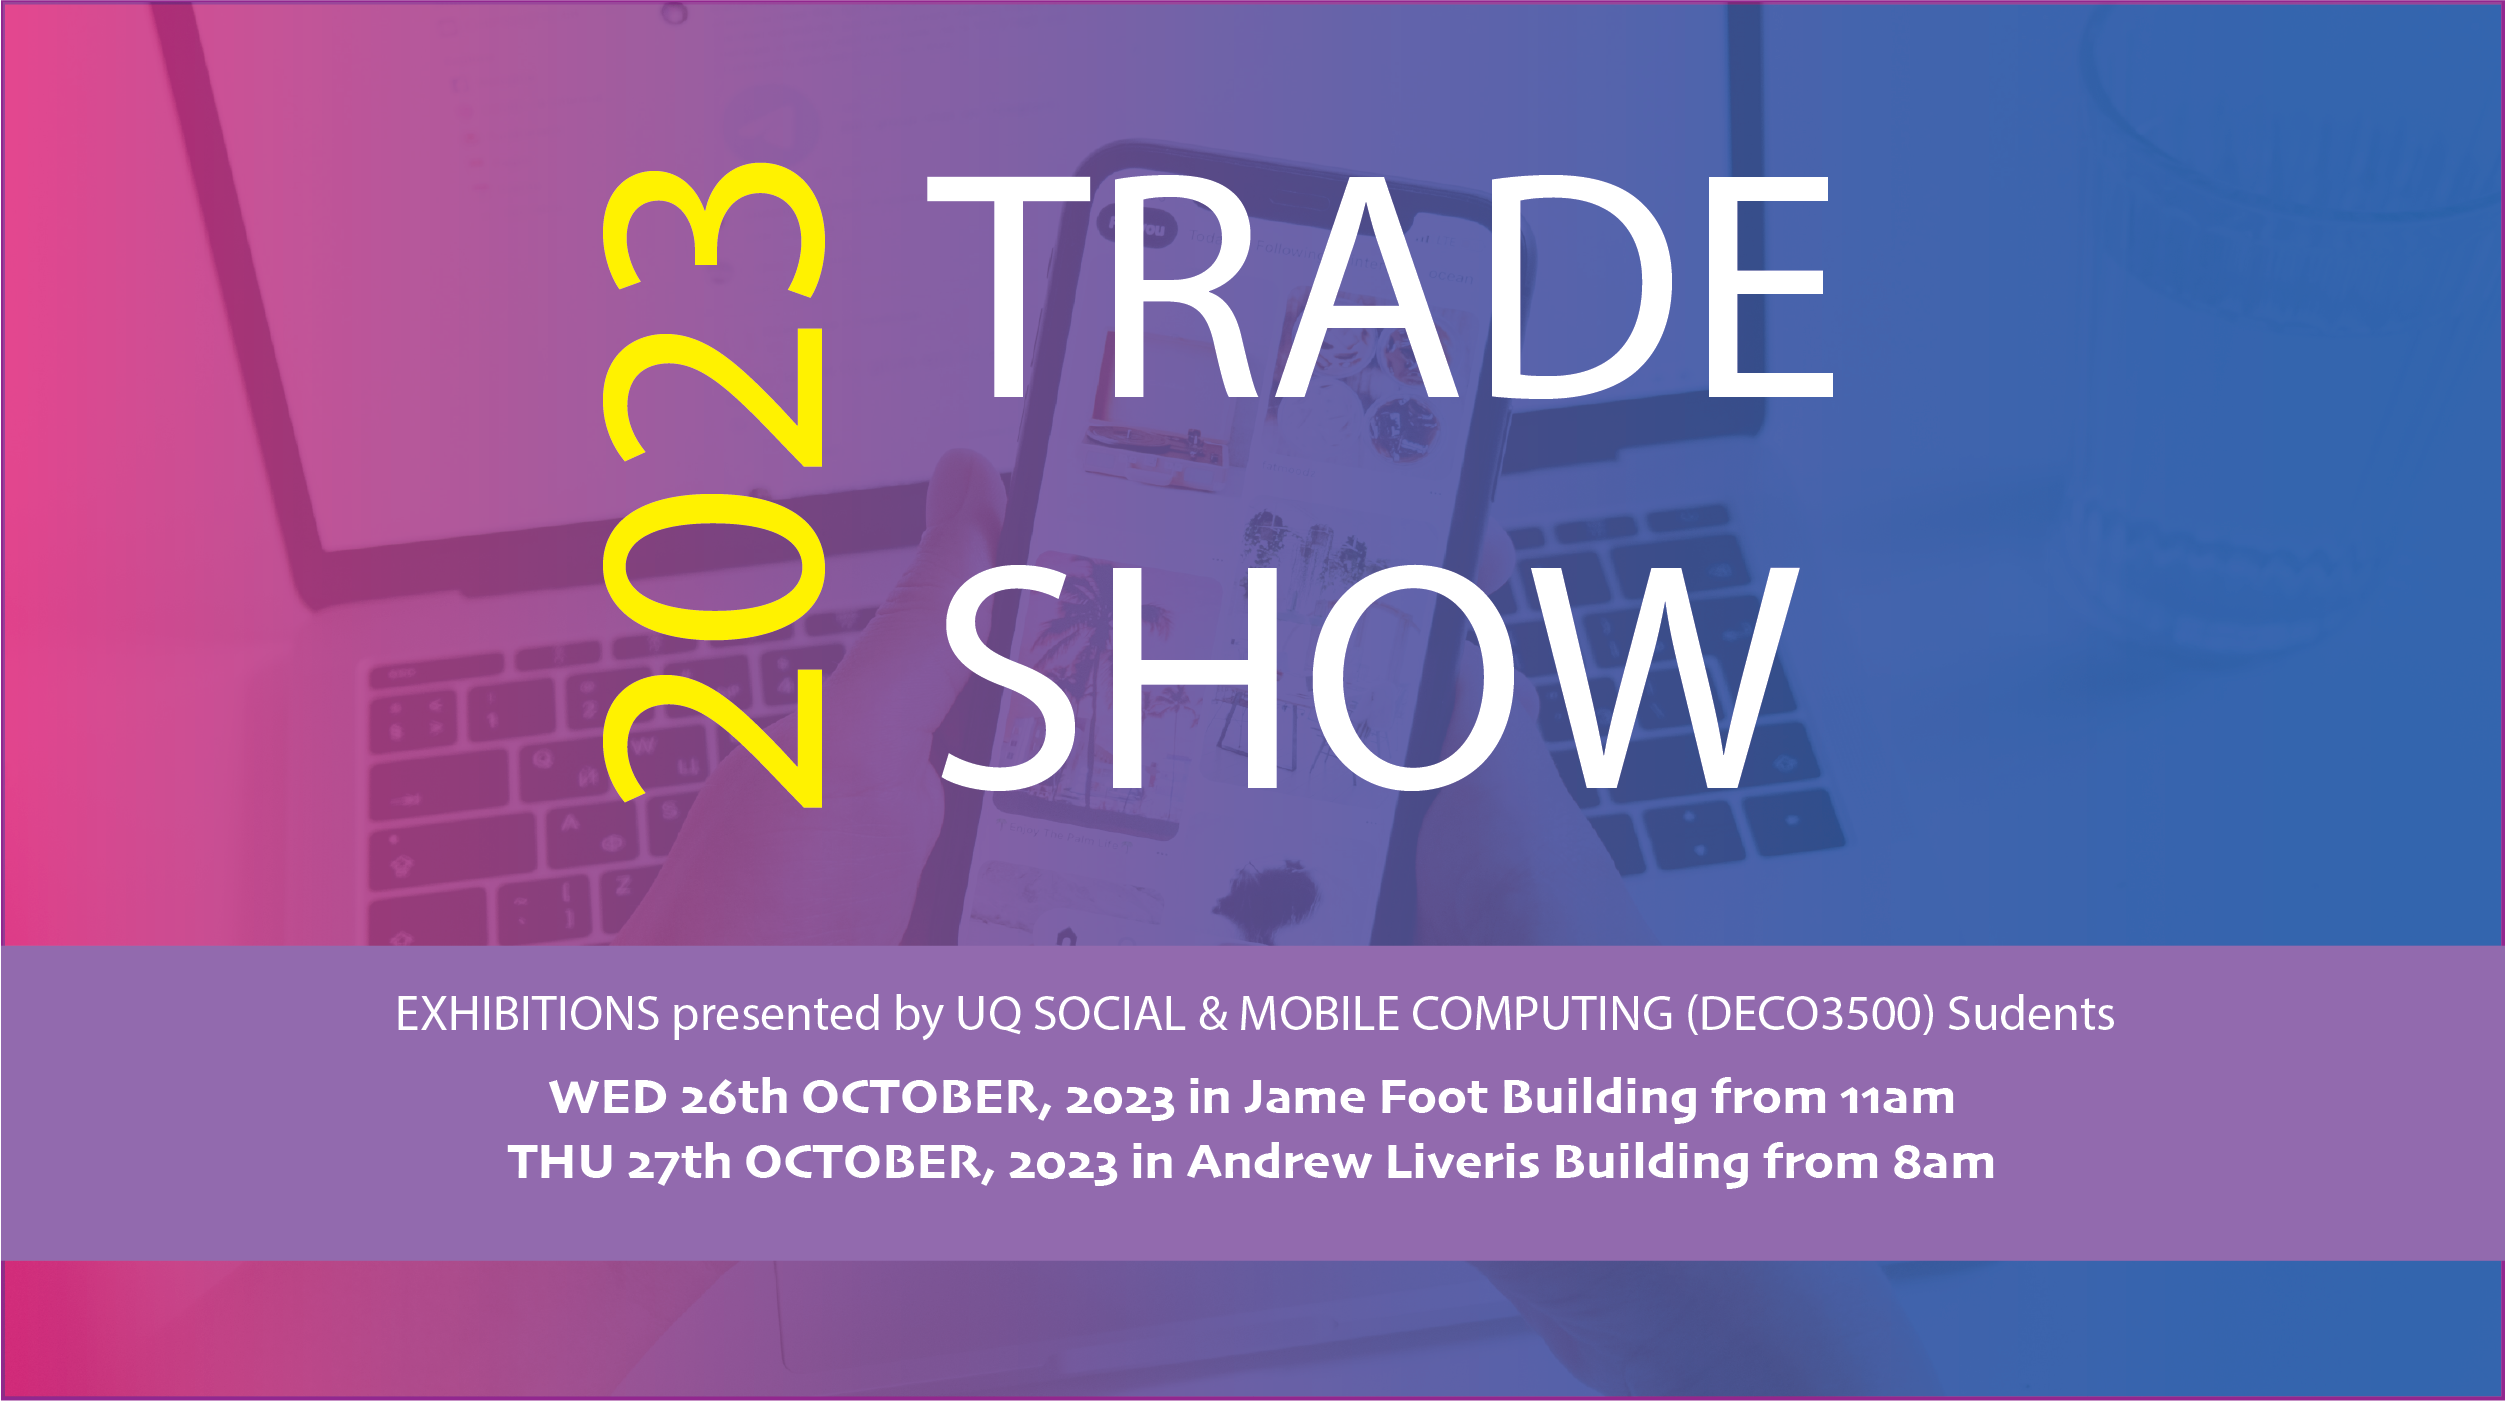 2023
TRADE
SHOW
EXHIBITIONS presented by UQ SOCIAL & MOBILE COMPUTING (DECO3500) Sudents
WED 26th OCTOBER, 2023 in Jame Foot Building from 11am
THU 27th OCTOBER, 2023 in Andrew Liveris Building from 8am